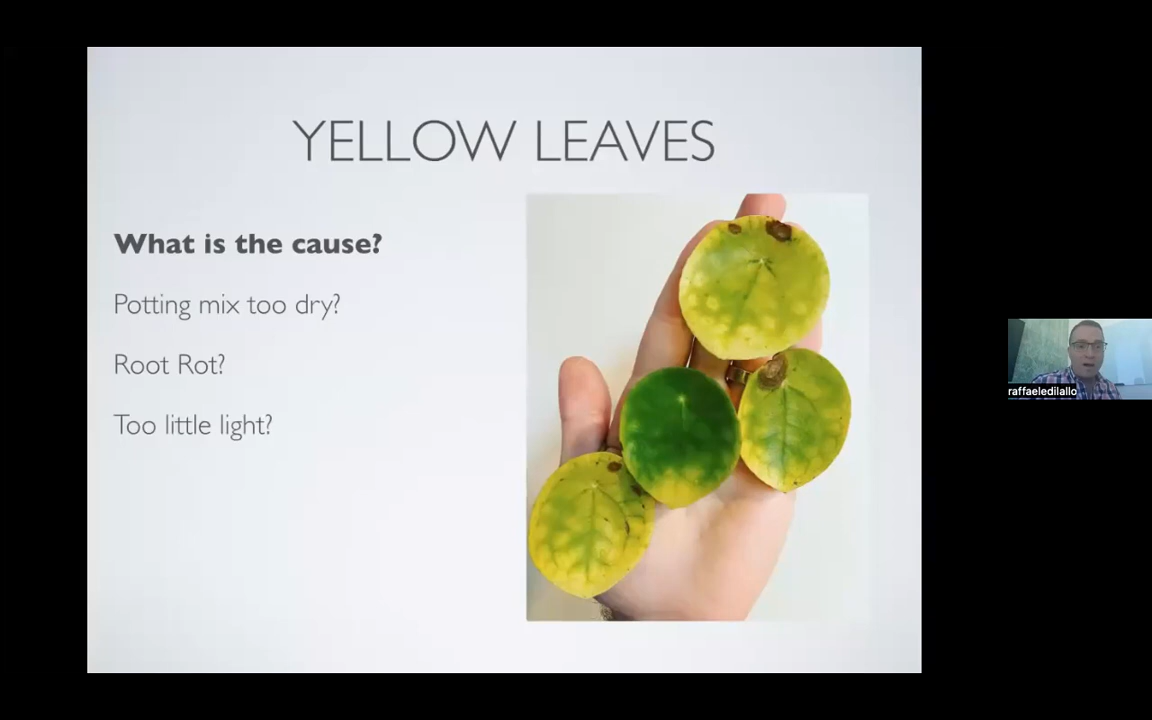 YELLOW LEAVES
What is the cause?
Potting mix too dry?
Root Rot?
Too little light?
raffaeledilallo